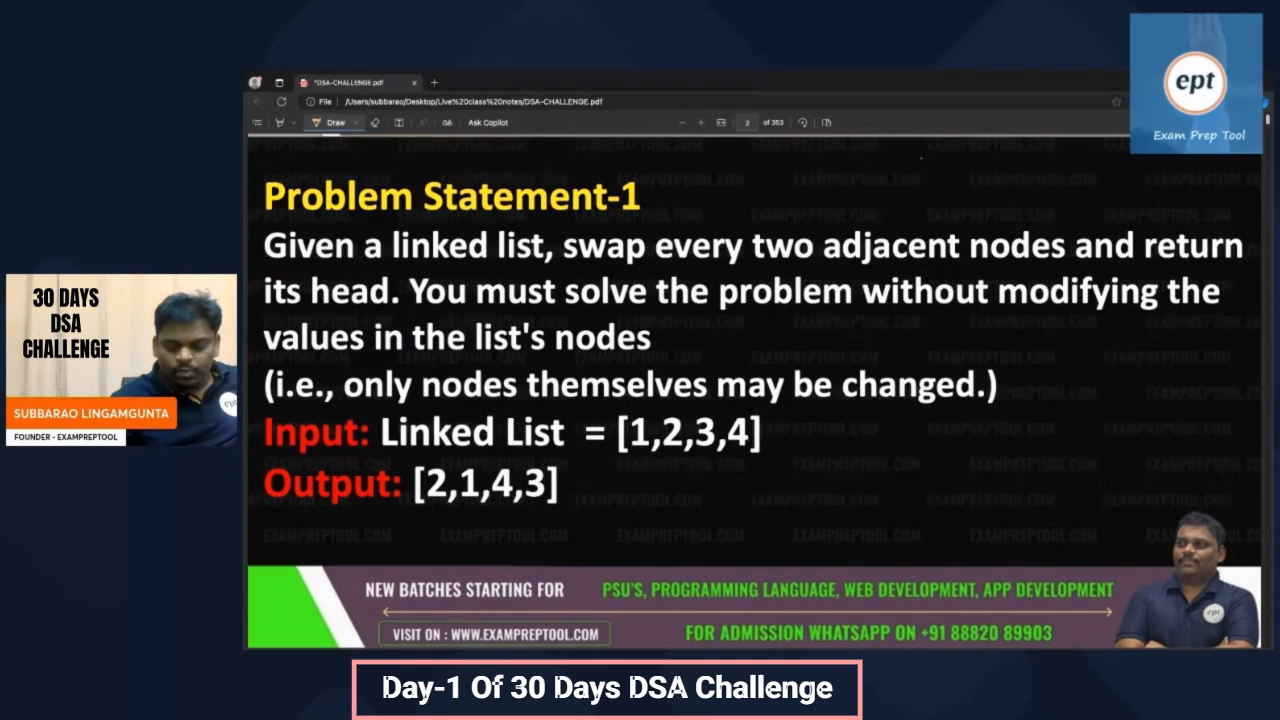 ept
Exam Prep Tool
*DSA-CHALLENGE.pdf
File
/Users/subbarao/Desktop/Live%20class%20notes/DSA-CHALLENGE.pdf
Draw
Ask Copilot
2
of 353
Problem Statement-1
Given a linked list, swap every two adjacent nodes and return
its head. You must solve the problem without modifying the
values in the list's nodes
(i.e., only nodes themselves may be changed.)
Input: Linked List = [1,2,3,4]
Output: [2,1,4,3]
30 DAYS
DSA
CHALLENGE
SUBBARAO LINGAMGUNTA
FOUNDER - EXAMPREPTOOL
EXAMPREPTOOL.COM
NEW BATCHES STARTING FOR PSU'S, PROGRAMMING LANGUAGE, WEB DEVELOPMENT, APP DEVELOPMENT
VISIT ON : WWW.EXAMPREPTOOL.COM
FOR ADMISSION WHATSAPP ON +91 88820 89903
ept
Day-1 Of 30 Days DSA Challenge